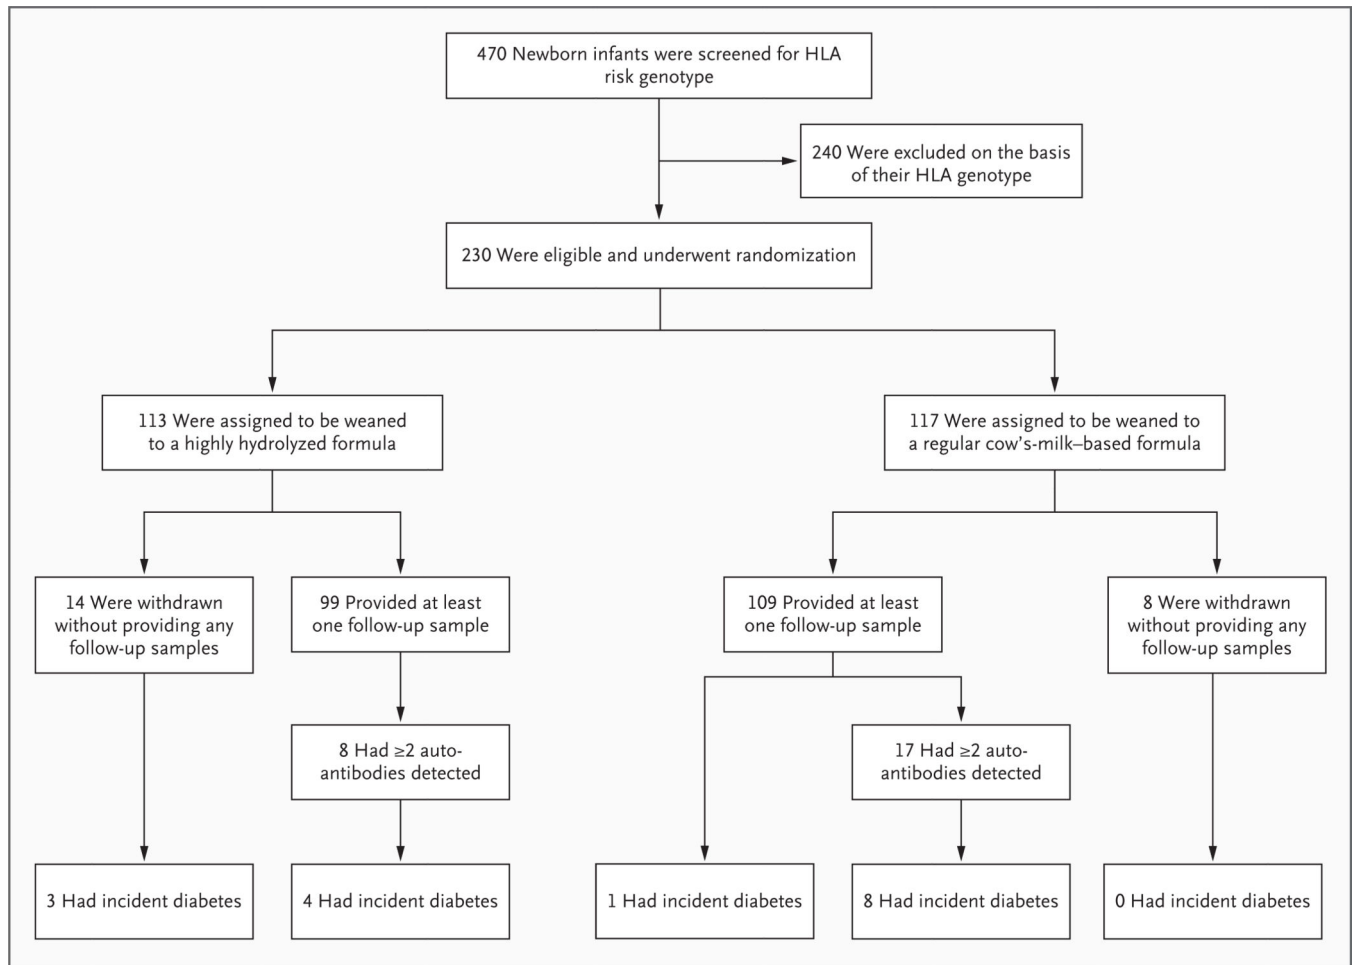 470 Newborn infants were screened for HLA
risk genotype
240 Were excluded on the basis
of their HLA genotype
230 Were eligible and underwent randomization
113 Were assigned to be weaned
to a highly hydrolyzed formula
117 Were assigned to be weaned to
a regular cow's-milk–based formula
14 Were withdrawn
without providing any
follow-up samples
99 Provided at least
one follow-up sample
109 Provided at least
one follow-up sample
8 Were withdrawn
without providing any
follow-up samples
8 Had ≥2 auto-
antibodies detected
17 Had ≥2 auto-
antibodies detected
3 Had incident diabetes
4 Had incident diabetes
1 Had incident diabetes
8 Had incident diabetes
0 Had incident diabetes